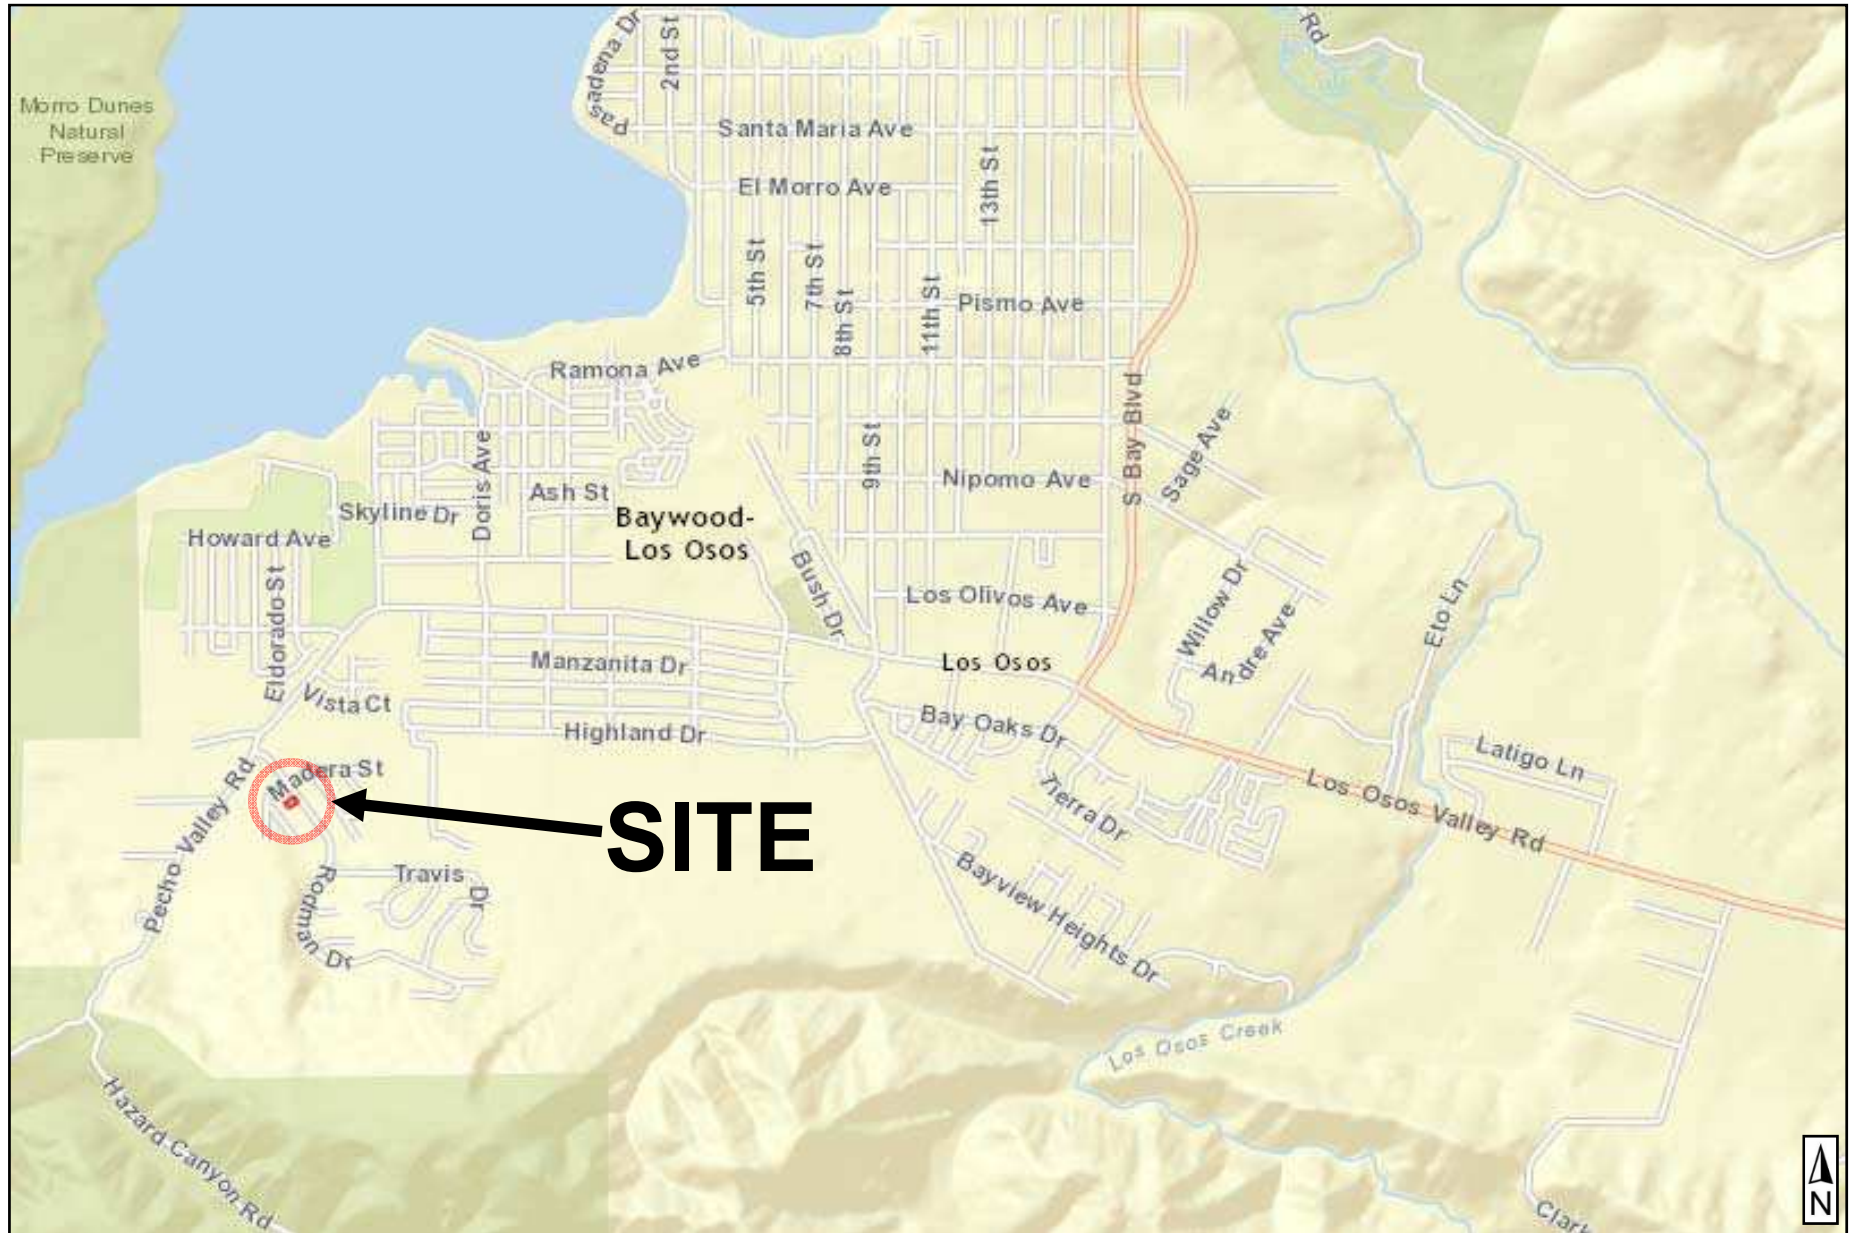 Rd
Pasadena Dr
2nd St
Morro Dunes
Natural
Preserve
Santa Maria Ave
El Morro Ave
13th St
5th St
7th St
8th St
11th St
Pismo Ave
Ramona Ave
S Bay Blvd
Sage Ave
9th St
Nipomo Ave
Doris Ave
Ash St
Skyline Dr
Baywood-
Los Osos
Howard Ave
Eldorado St
Bush Dr
Los Olivos Ave
Willow Dr
Andre Ave
Eto Ln
Manzanita Dr
Los Osos
Vista Ct
Highland Dr
Bay Oaks Dr
Latigo Ln
Madera St
Pecho Valley Rd
SITE
Los Osos Valley Rd
Tierra Dr
Travis Dr
Rodman Dr
Bayview Heights Dr
Los Osos Creek
Hazard Canyon Rd
Clark
N